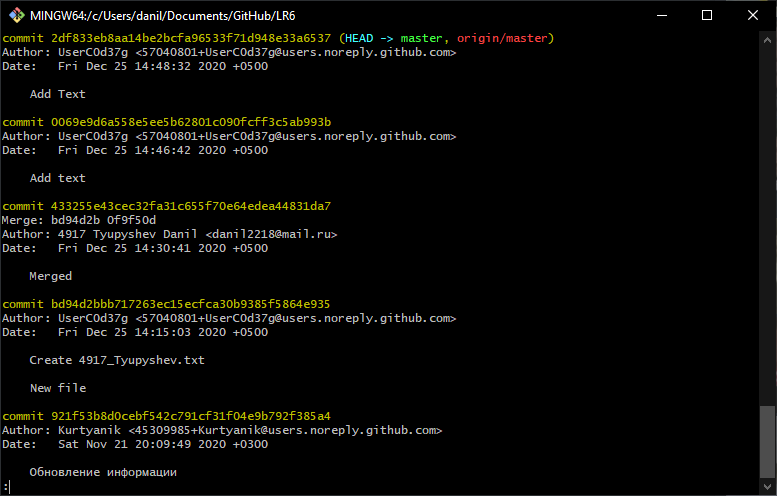 MINGW64:/c/Users/danil/Documents/GitHub/LR6
commit 2df833eb8aa14be2bcfa96533f71d948e33a6537 (HEAD -> master, origin/master)
Author: UserC0d37g <57040801+UserC0d37g@users.noreply.github.com>
Date:   Fri Dec 25 14:48:32 2020 +0500
Add Text
commit 0069e9d6a558e5ee5b62801c090fcff3c5ab993b
Author: UserC0d37g <57040801+UserC0d37g@users.noreply.github.com>
Date:   Fri Dec 25 14:46:42 2020 +0500
Add text
commit 433255e43cec32fa31c655f70e64edea44831da7
Merge: bd94d2b 0f9f50d
Author: 4917 Tyupyshev Danil <danil2218@mail.ru>
Date:   Fri Dec 25 14:30:41 2020 +0500
Merged
commit bd94d2bbb717263ec15ecfca30b9385f5864e935
Author: UserC0d37g <57040801+UserC0d37g@users.noreply.github.com>
Date:   Fri Dec 25 14:15:03 2020 +0500
Create 4917_Tyupyshev.txt
New file
commit 921f53b8d0cebf542c791cf31f04e9b792f385a4
Author: Kurtyanik <45309985+Kurtyanik@users.noreply.github.com>
Date:   Sat Nov 21 20:09:49 2020 +0300
Обновление информации
: